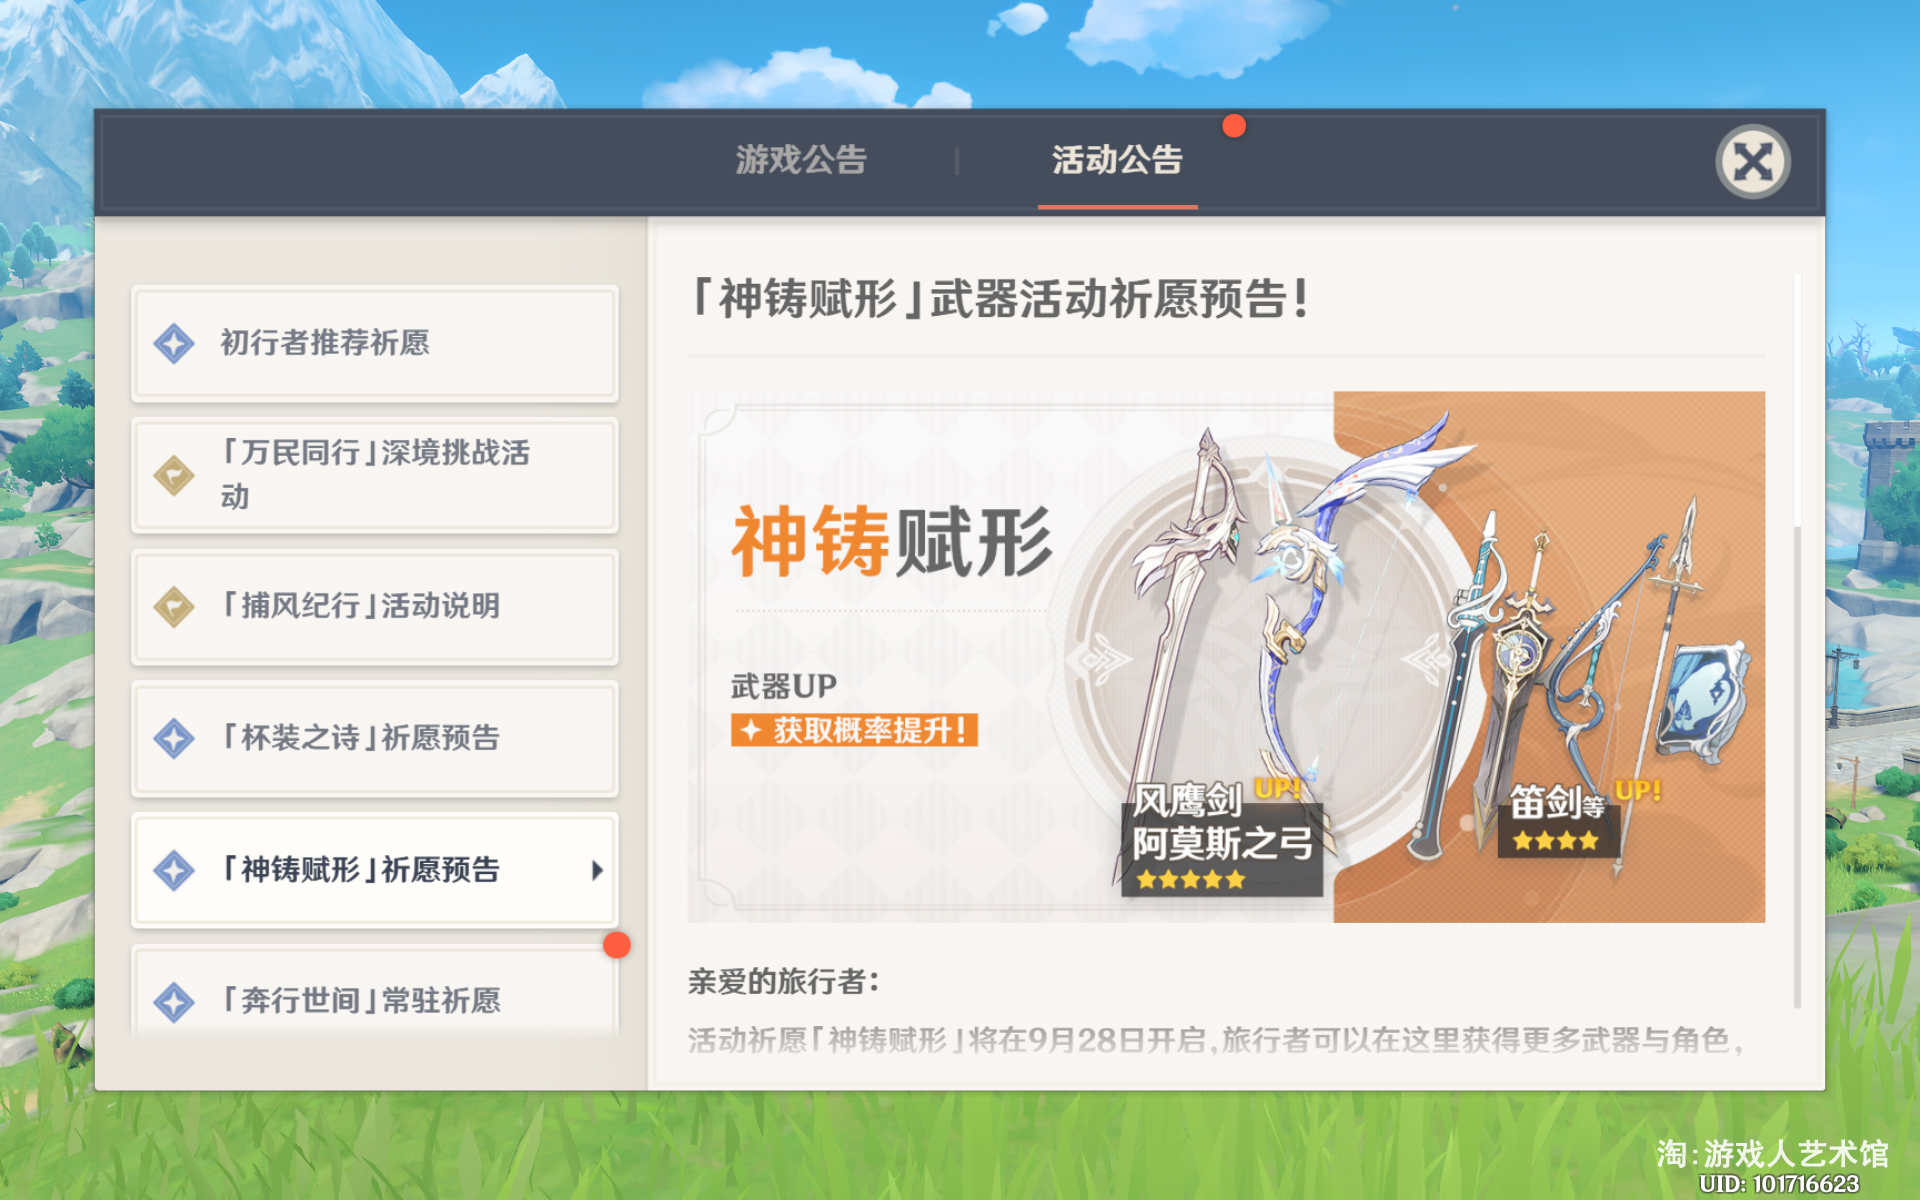 游戏公告
活动公告
初行者推荐祈愿
「万民同行」深境挑战活
动
「捕风纪行」活动说明
「杯装之诗」祈愿预告
「神铸赋形」祈愿预告
「奔行世间」常驻祈愿
「神铸赋形」武器活动祈愿预告！
神铸赋形
武器UP
获取概率提升！
风鹰剑 UP!
阿莫斯之弓
笛剑等 UP!
亲爱的旅行者：
活动祈愿「神铸赋形」将在9月28日开启，旅行者可以在这里获得更多武器与角色，
淘：游戏人艺术馆
UID: 101716623